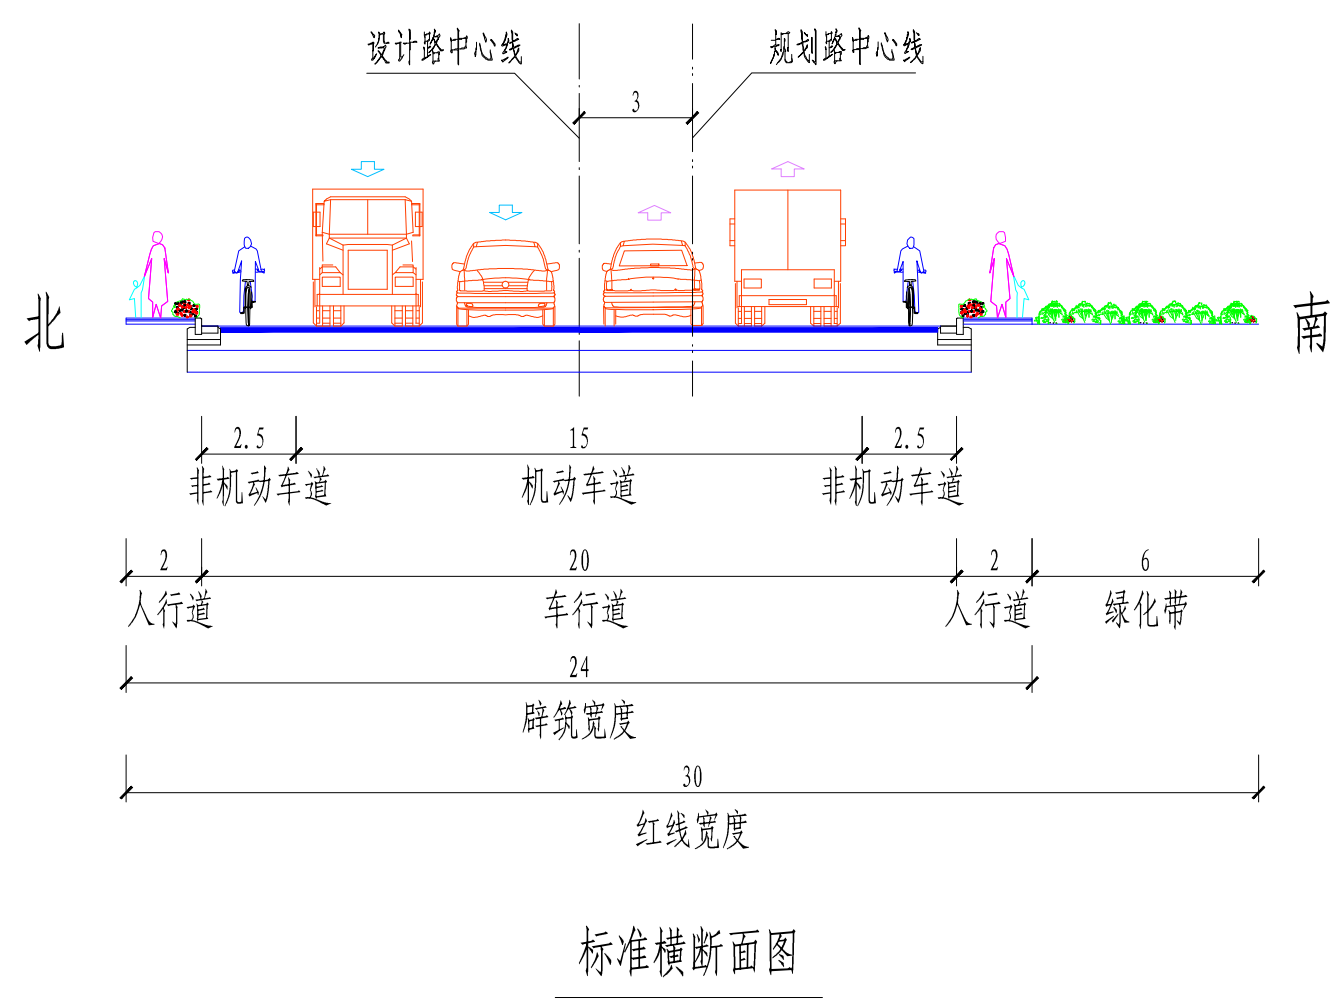 设计路中心线
规划路中心线
3
北
南
2.5
15
2.5
非机动车道
机动车道
非机动车道
2
20
2
6
人行道
车行道
人行道
绿化带
24
辟筑宽度
30
红线宽度
标准横断面图